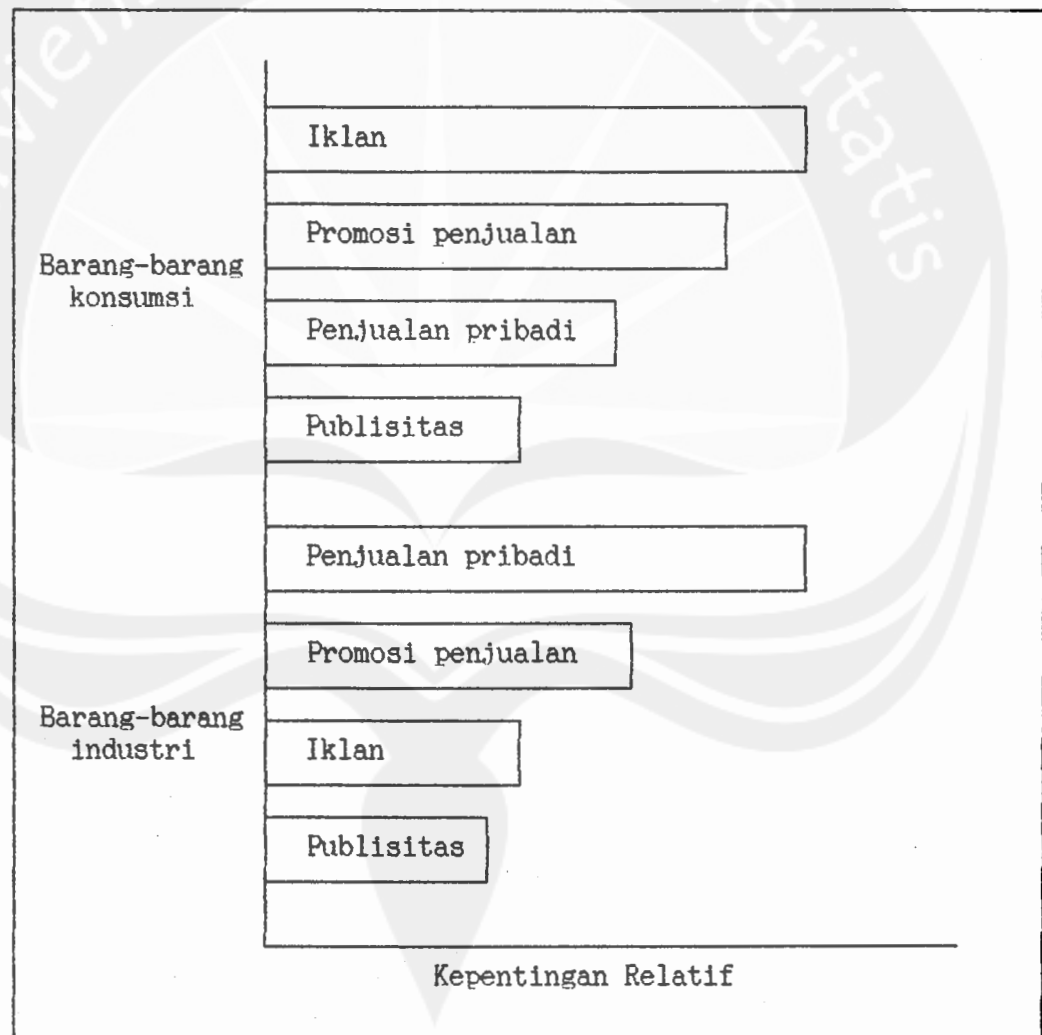 Iklan
Promosi penjualan
Barang-barang
konsumsi
Penjualan pribadi
Publisitas
Penjualan pribadi
Promosi penjualan
Barang-barang
industri
Iklan
Publisitas
Kepentingan Relatif